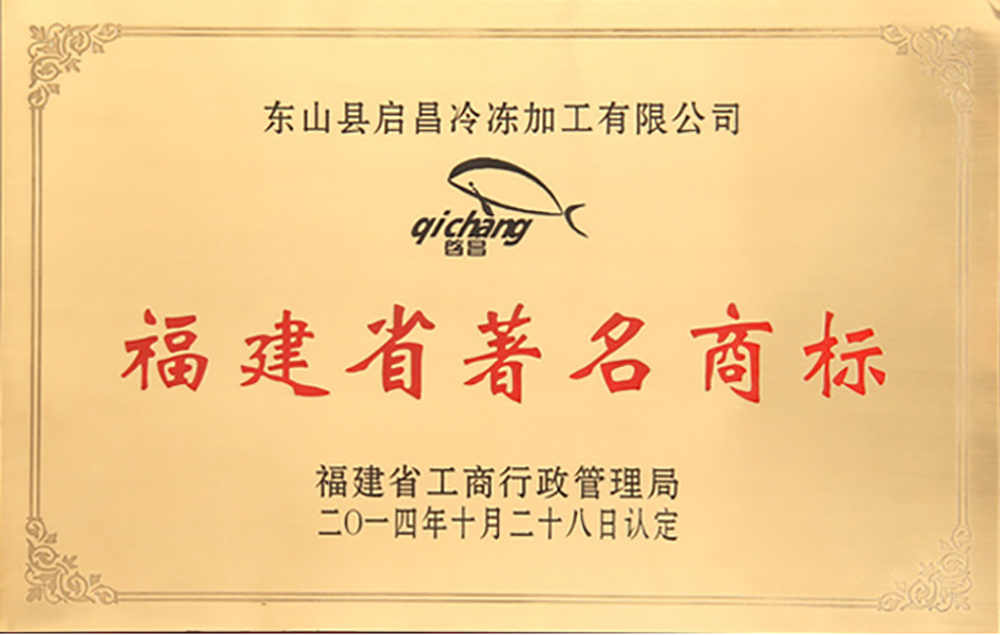 东山县启昌冷冻加工有限公司
qichang
啓昌
福建省著名商标
福建省工商行政管理局
二〇一四年十月二十八日认定